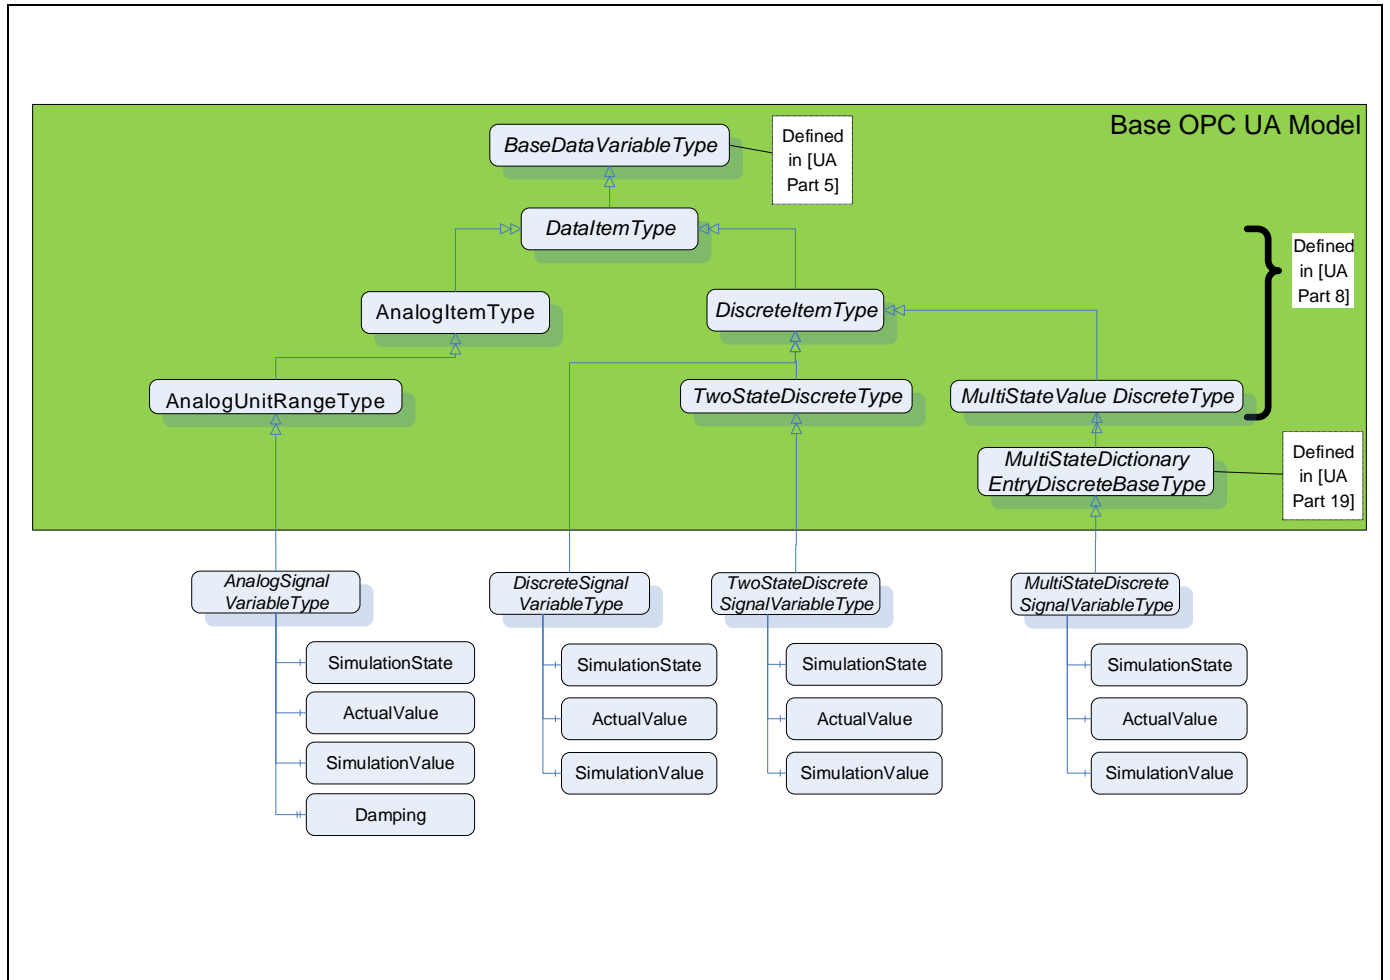 Base OPC UA Model
BaseDataVariableType
Defined
in [UA
Part 5]
DataItemType
Defined
in [UA
Part 8]
AnalogItemType
DiscreteItemType
AnalogUnitRangeType
TwoStateDiscreteType
MultiStateValue DiscreteType
MultiStateDictionary
EntryDiscreteBaseType
Defined
in [UA
Part 19]
AnalogSignal
VariableType
SimulationState
ActualValue
SimulationValue
Damping
DiscreteSignal
VariableType
SimulationState
ActualValue
SimulationValue
TwoStateDiscrete
SignalVariableType
SimulationState
ActualValue
SimulationValue
MultiStateDiscrete
SignalVariableType
SimulationState
ActualValue
SimulationValue